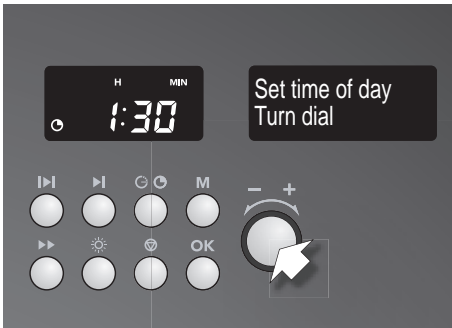 H MIN
1:30
Set time of day
Turn dial
M
- +
OK